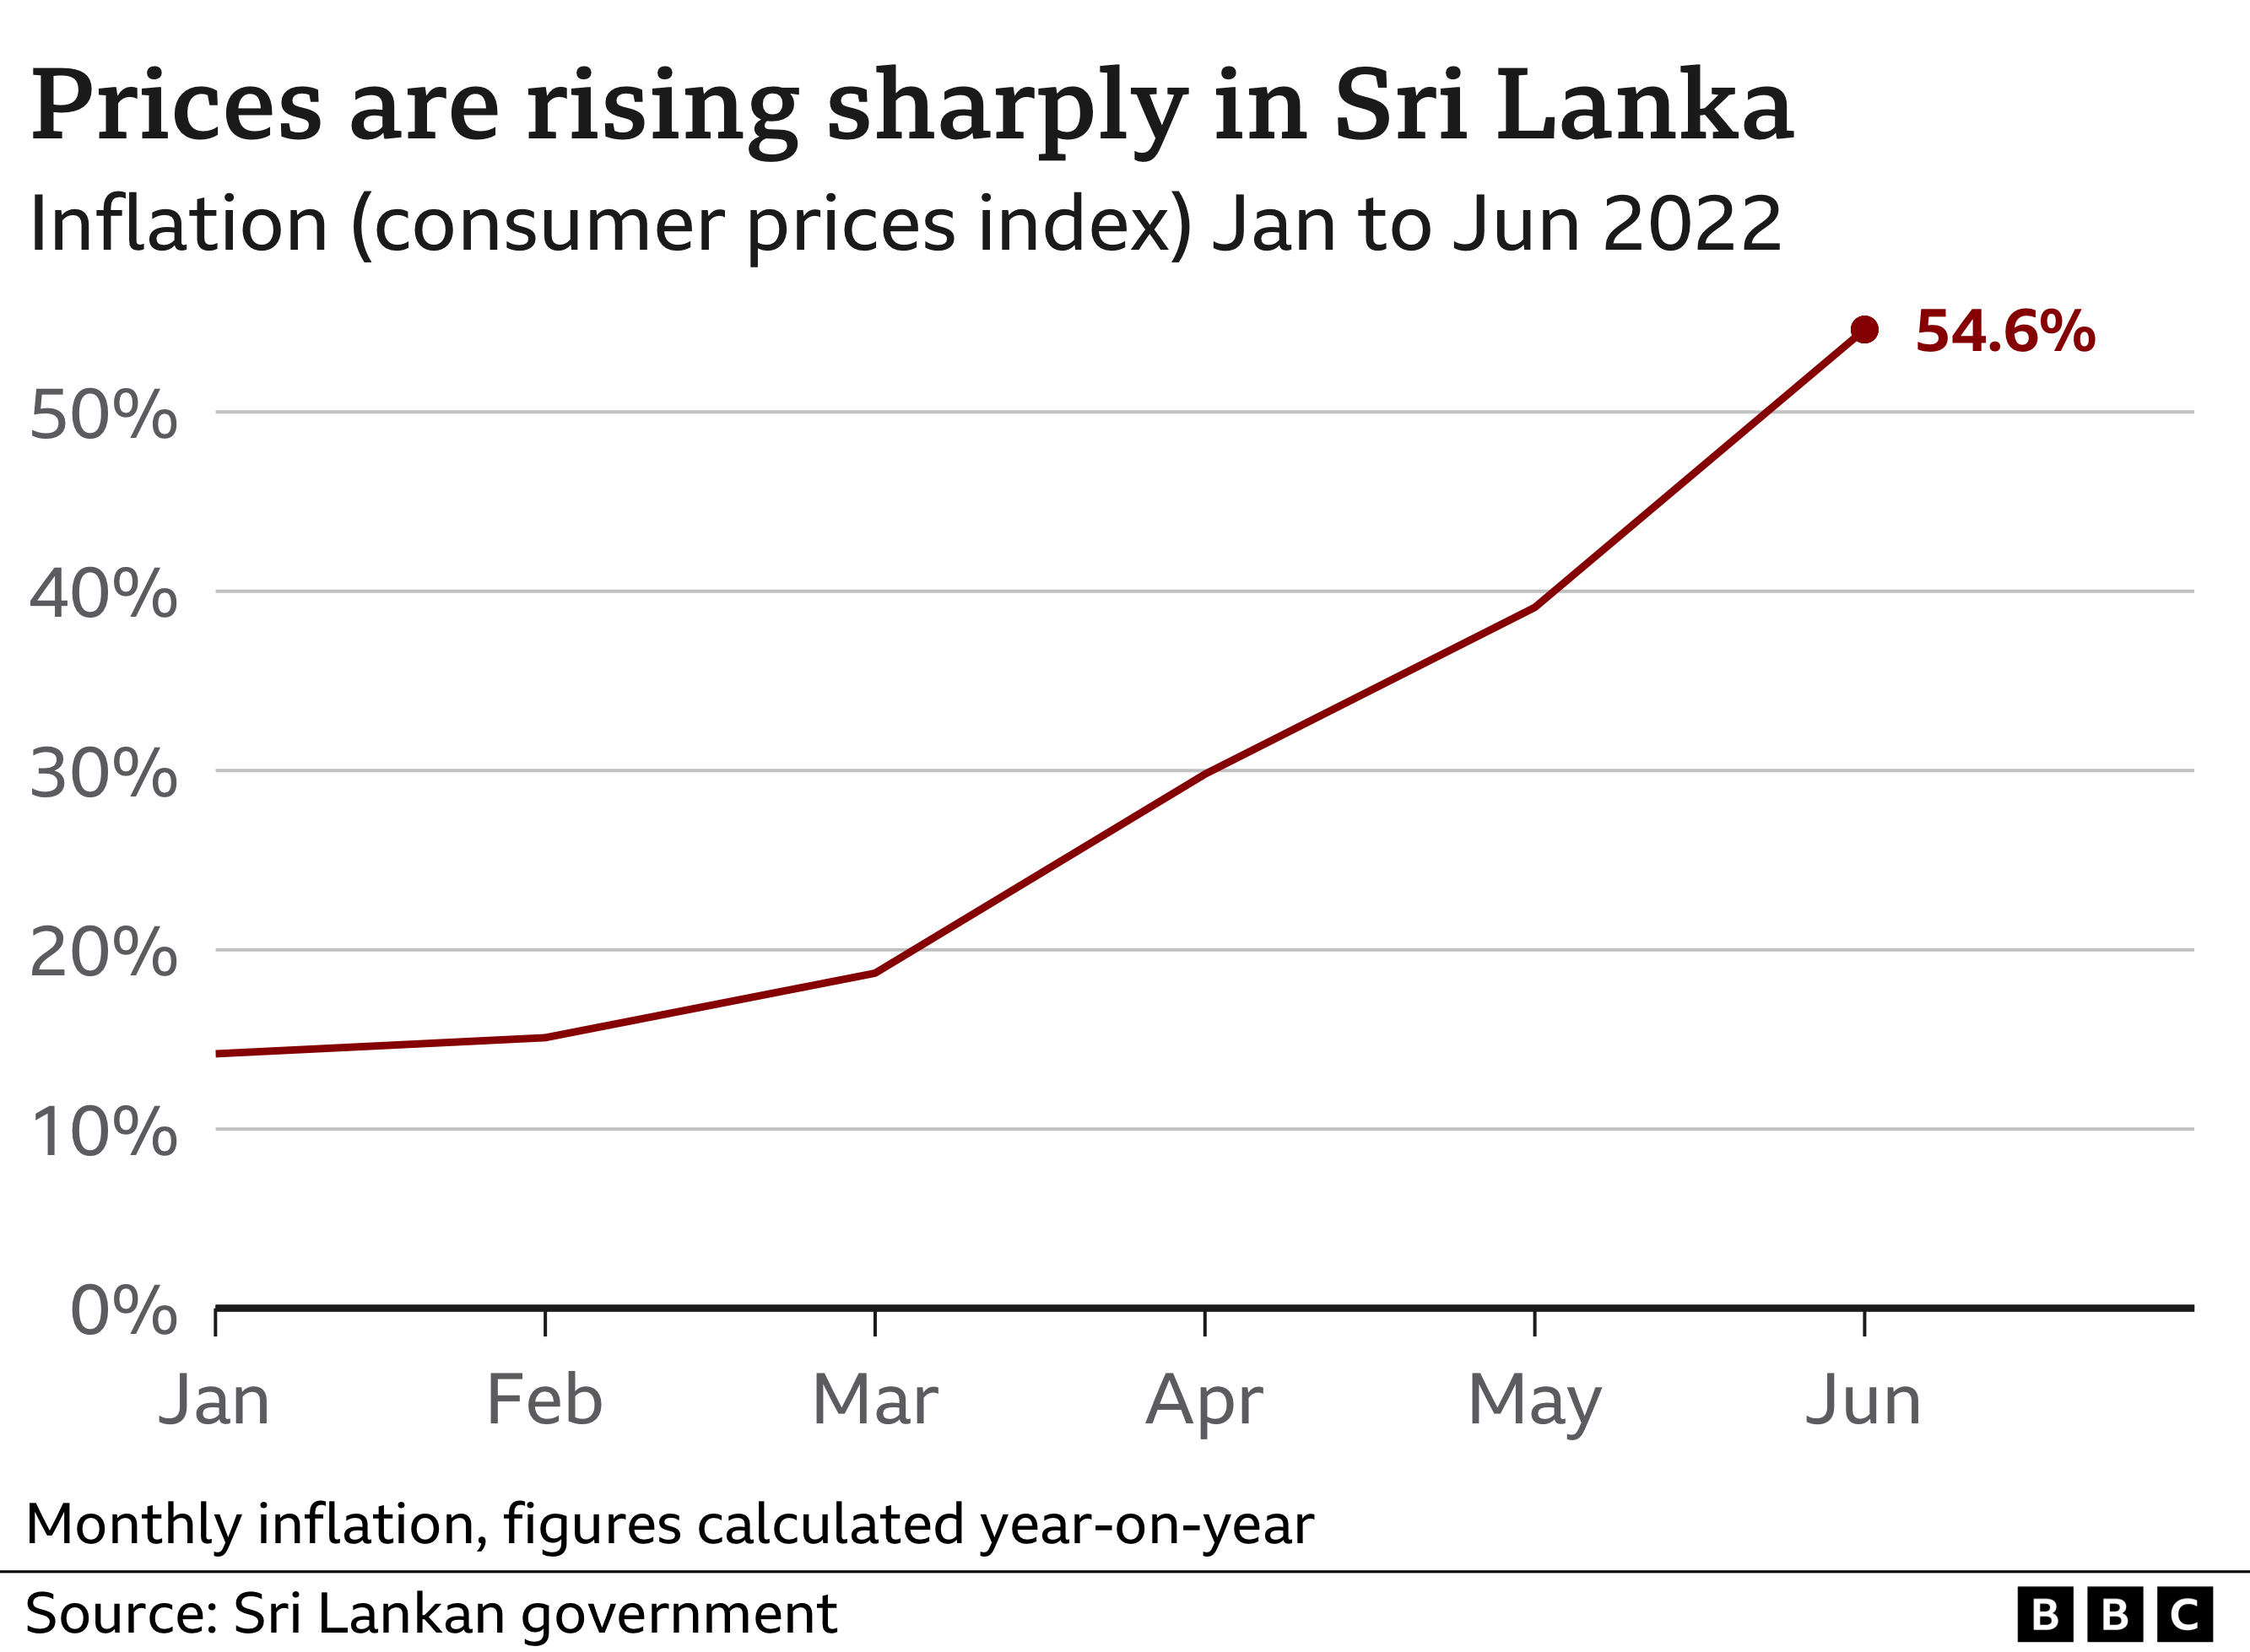 Prices are rising sharply in Sri Lanka
Inflation (consumer prices index) Jan to Jun 2022
54.6%
50%
40%
30%
20%
10%
0%
Jan Feb Mar Apr May Jun
Monthly inflation, figures calculated year-on-year
Source: Sri Lankan government
BBC